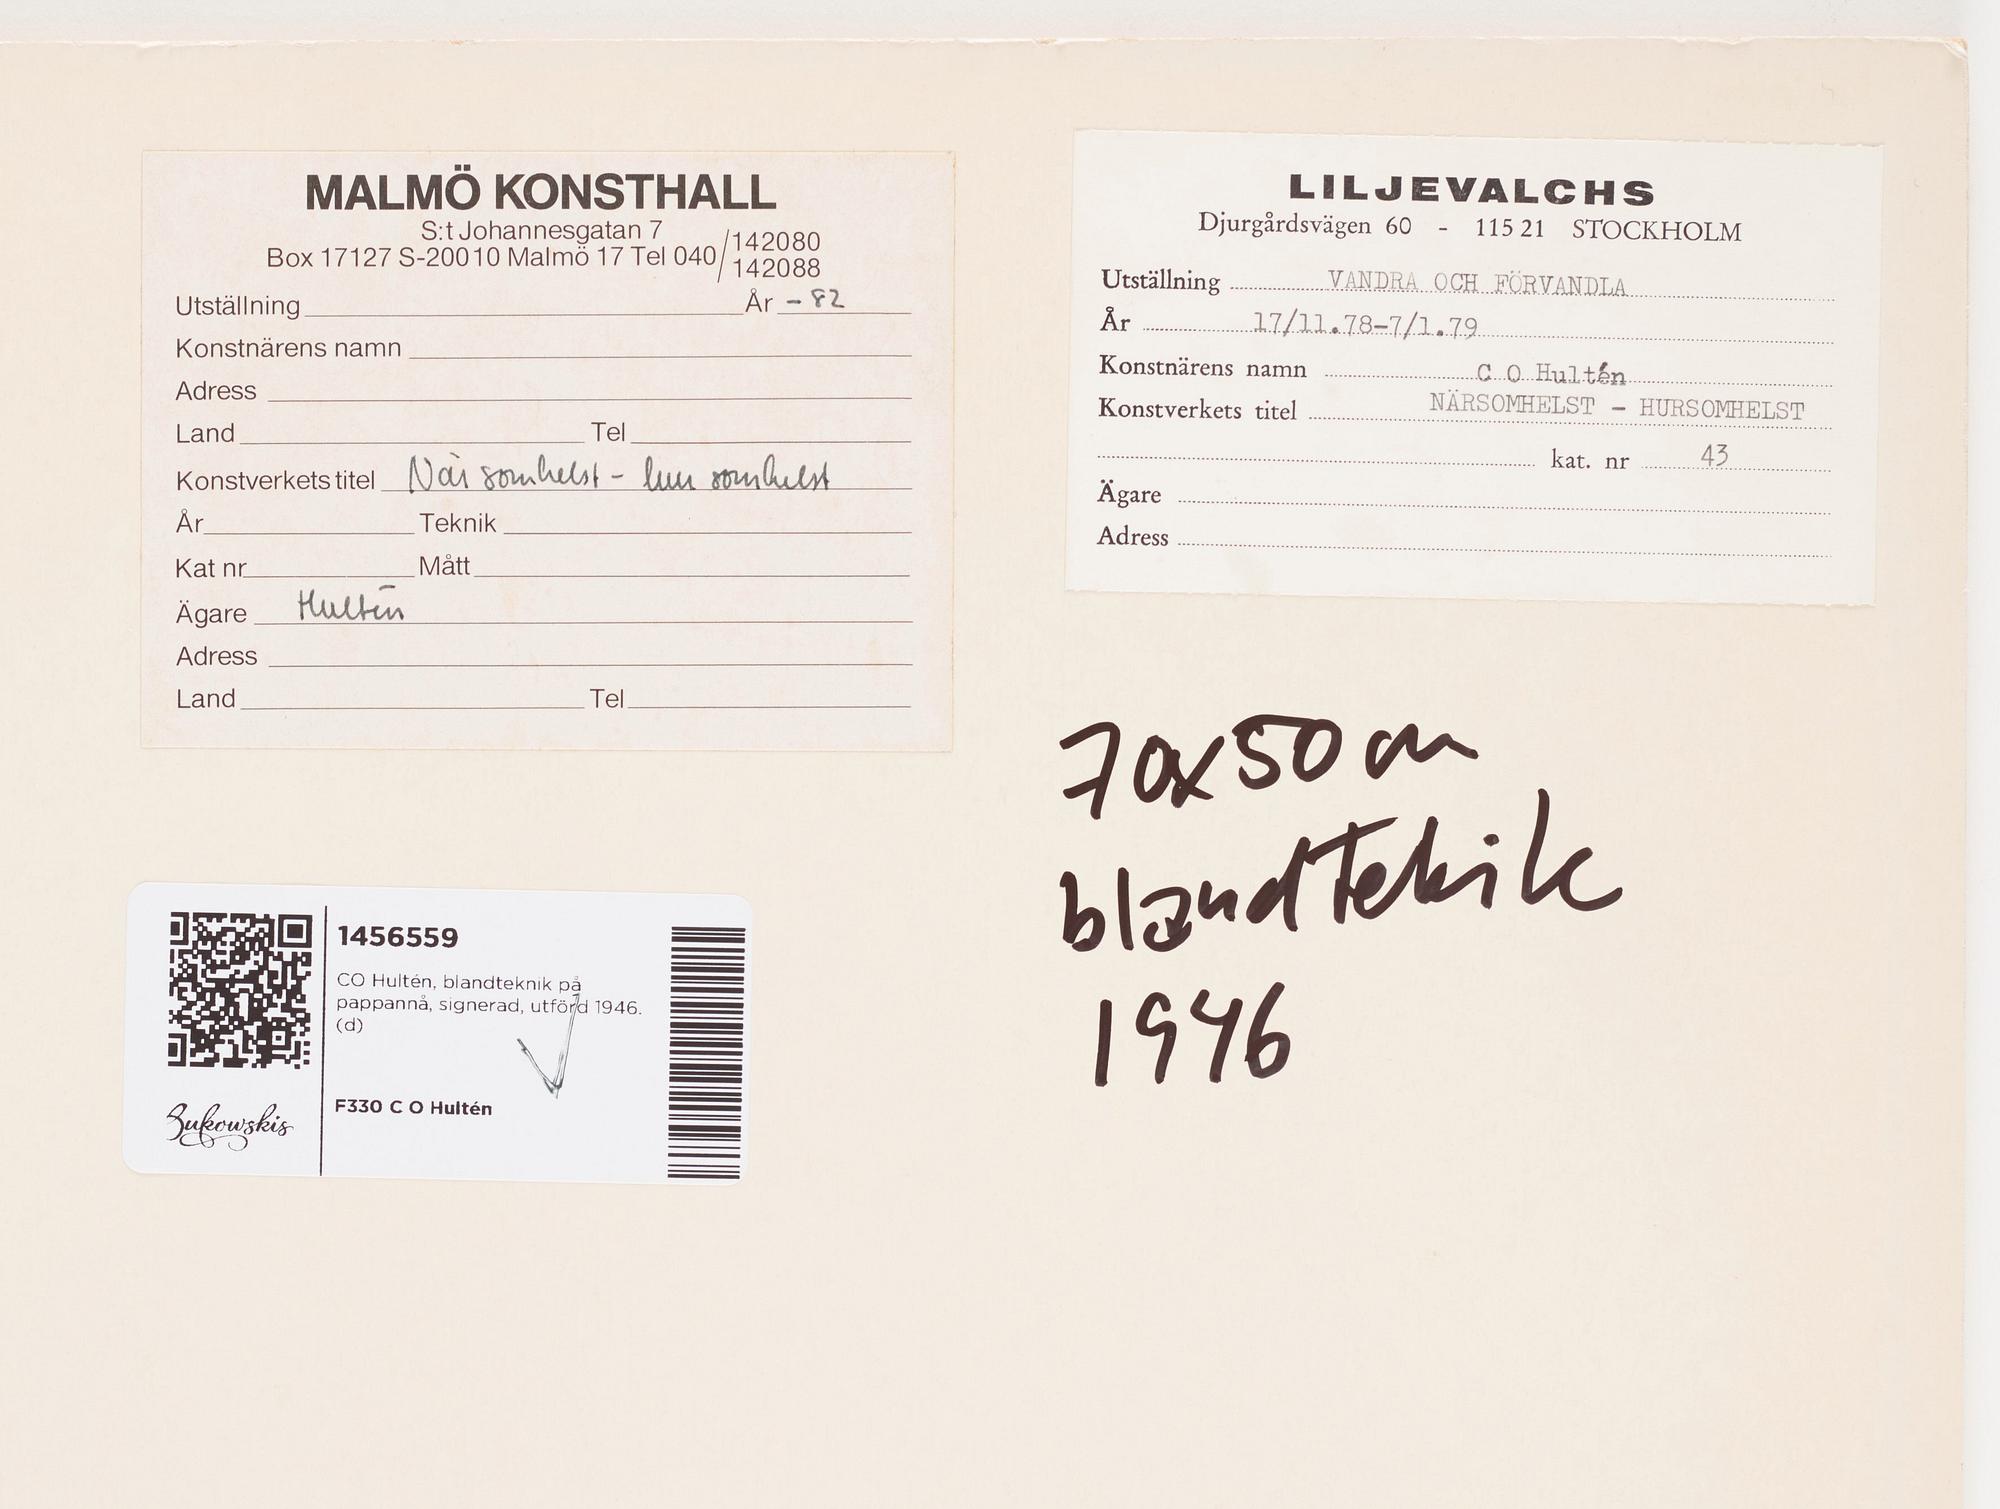 MALMÖ KONSTHALL
S:t Johannesgatan 7
Box 17127 S-20010 Malmö 17 Tel 040/142080
142088
Utställning År -82
Konstnärens namn
Adress
Land Tel
Konstverkets titel När somhelst - hur somhelst
År Teknik
Kat nr Mått
Ägare Hultén
Adress
Land Tel
LILJEVALCHS
Djurgårdsvägen 60 - 115 21 STOCKHOLM
Utställning VANDRA OCH FÖRVANDLA
År 17/11.78-7/1.79
Konstnärens namn C O Hultén
Konstverkets titel NÄRSOMHELST - HURSOMHELST
kat. nr 43
Ägare
Adress
70x50 cm
blandteknik
1946
1456559
CO Hultén, blandteknik på
pappannå, signerad, utförd 1946.
(d)
F330 C O Hultén
Bukowskis